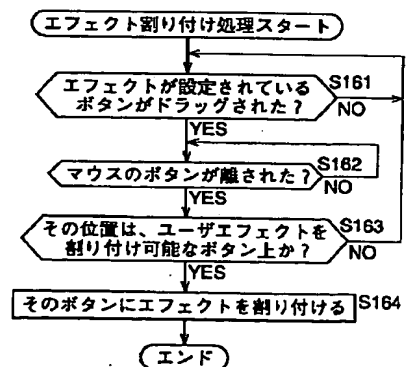 エフェクト割り付け処理スタート
エフェクトが設定されている
ボタンがドラッグされた？
S161
NO
YES
マウスのボタンが離された？
S162
NO
YES
その位置は、ユーザエフェクトを
割り付け可能なボタン上か？
S163
NO
YES
そのボタンにエフェクトを割り付ける
S164
エンド